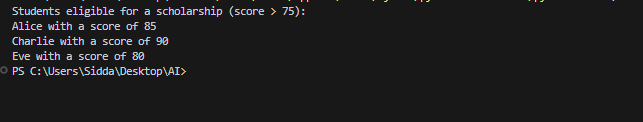 Students eligible for a scholarship (score > 75):
Alice with a score of 85
Charlie with a score of 90
Eve with a score of 80
PS C:\Users\Sidda\Desktop\AI>